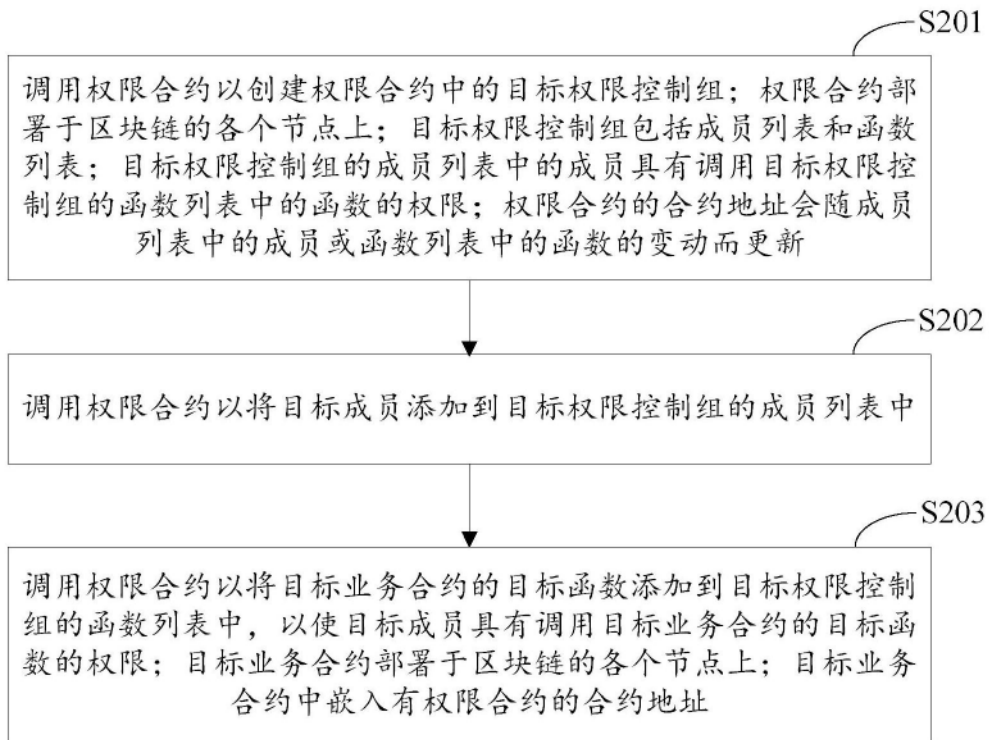 S201
调用权限合约以创建权限合约中的目标权限控制组；权限合约部
署于区块链的各个节点上；目标权限控制组包括成员列表和函数
列表；目标权限控制组的成员列表中的成员具有调用目标权限控
制组的函数列表中的函数的权限；权限合约的合约地址会随成员
列表中的成员或函数列表中的函数的变动而更新
S202
调用权限合约以将目标成员添加到目标权限控制组的成员列表中
S203
调用权限合约以将目标业务合约的目标函数添加到目标权限控制
组的函数列表中，以使目标成员具有调用目标业务合约的目标函
数的权限；目标业务合约部署于区块链的各个节点上；目标业务
合约中嵌入有权限合约的合约地址